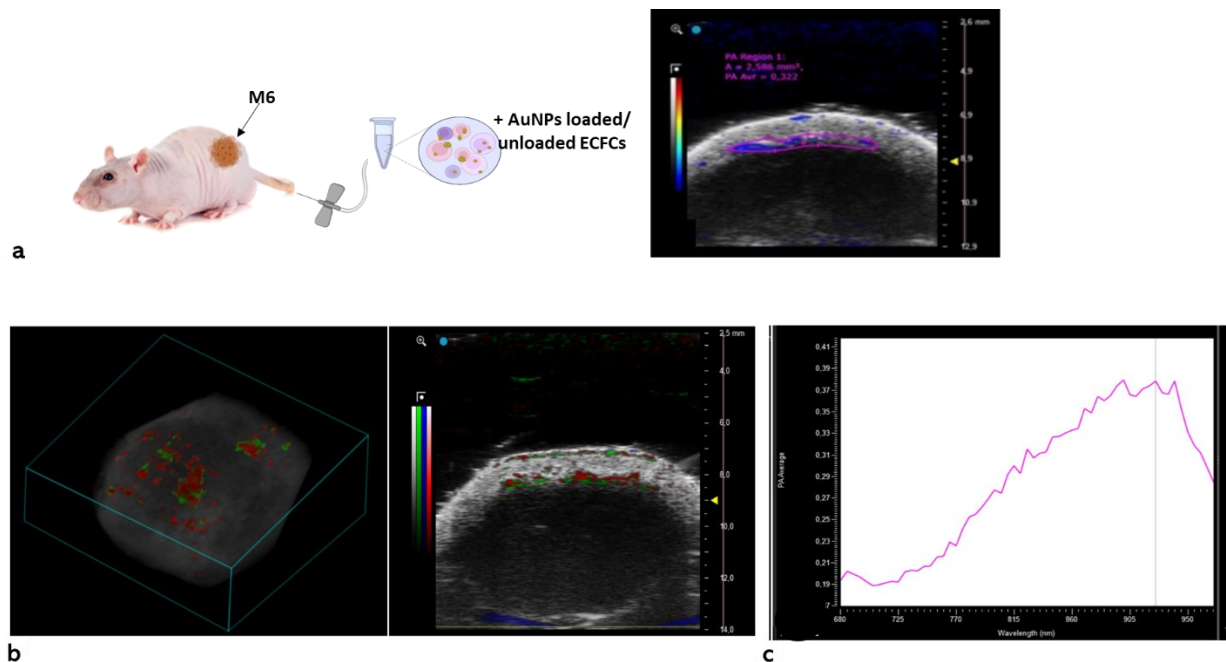 M6
+ AuNPs loaded/
unloaded ECFCs
PA Region 1:
A = 2,586 mm²,
PA Avr = 0,322
2,6 mm
4,9
6,9
8,9
10,9
12,9
a
2,5 mm
4,0
6,0
8,0
10,0
12,0
14,0
b
PA Average
0,41
0,39
0,37
0,35
0,33
0,31
0,29
0,27
0,25
0,23
0,21
0,19
7
680
725
770
815
860
905
950
Wavelength (nm)
c